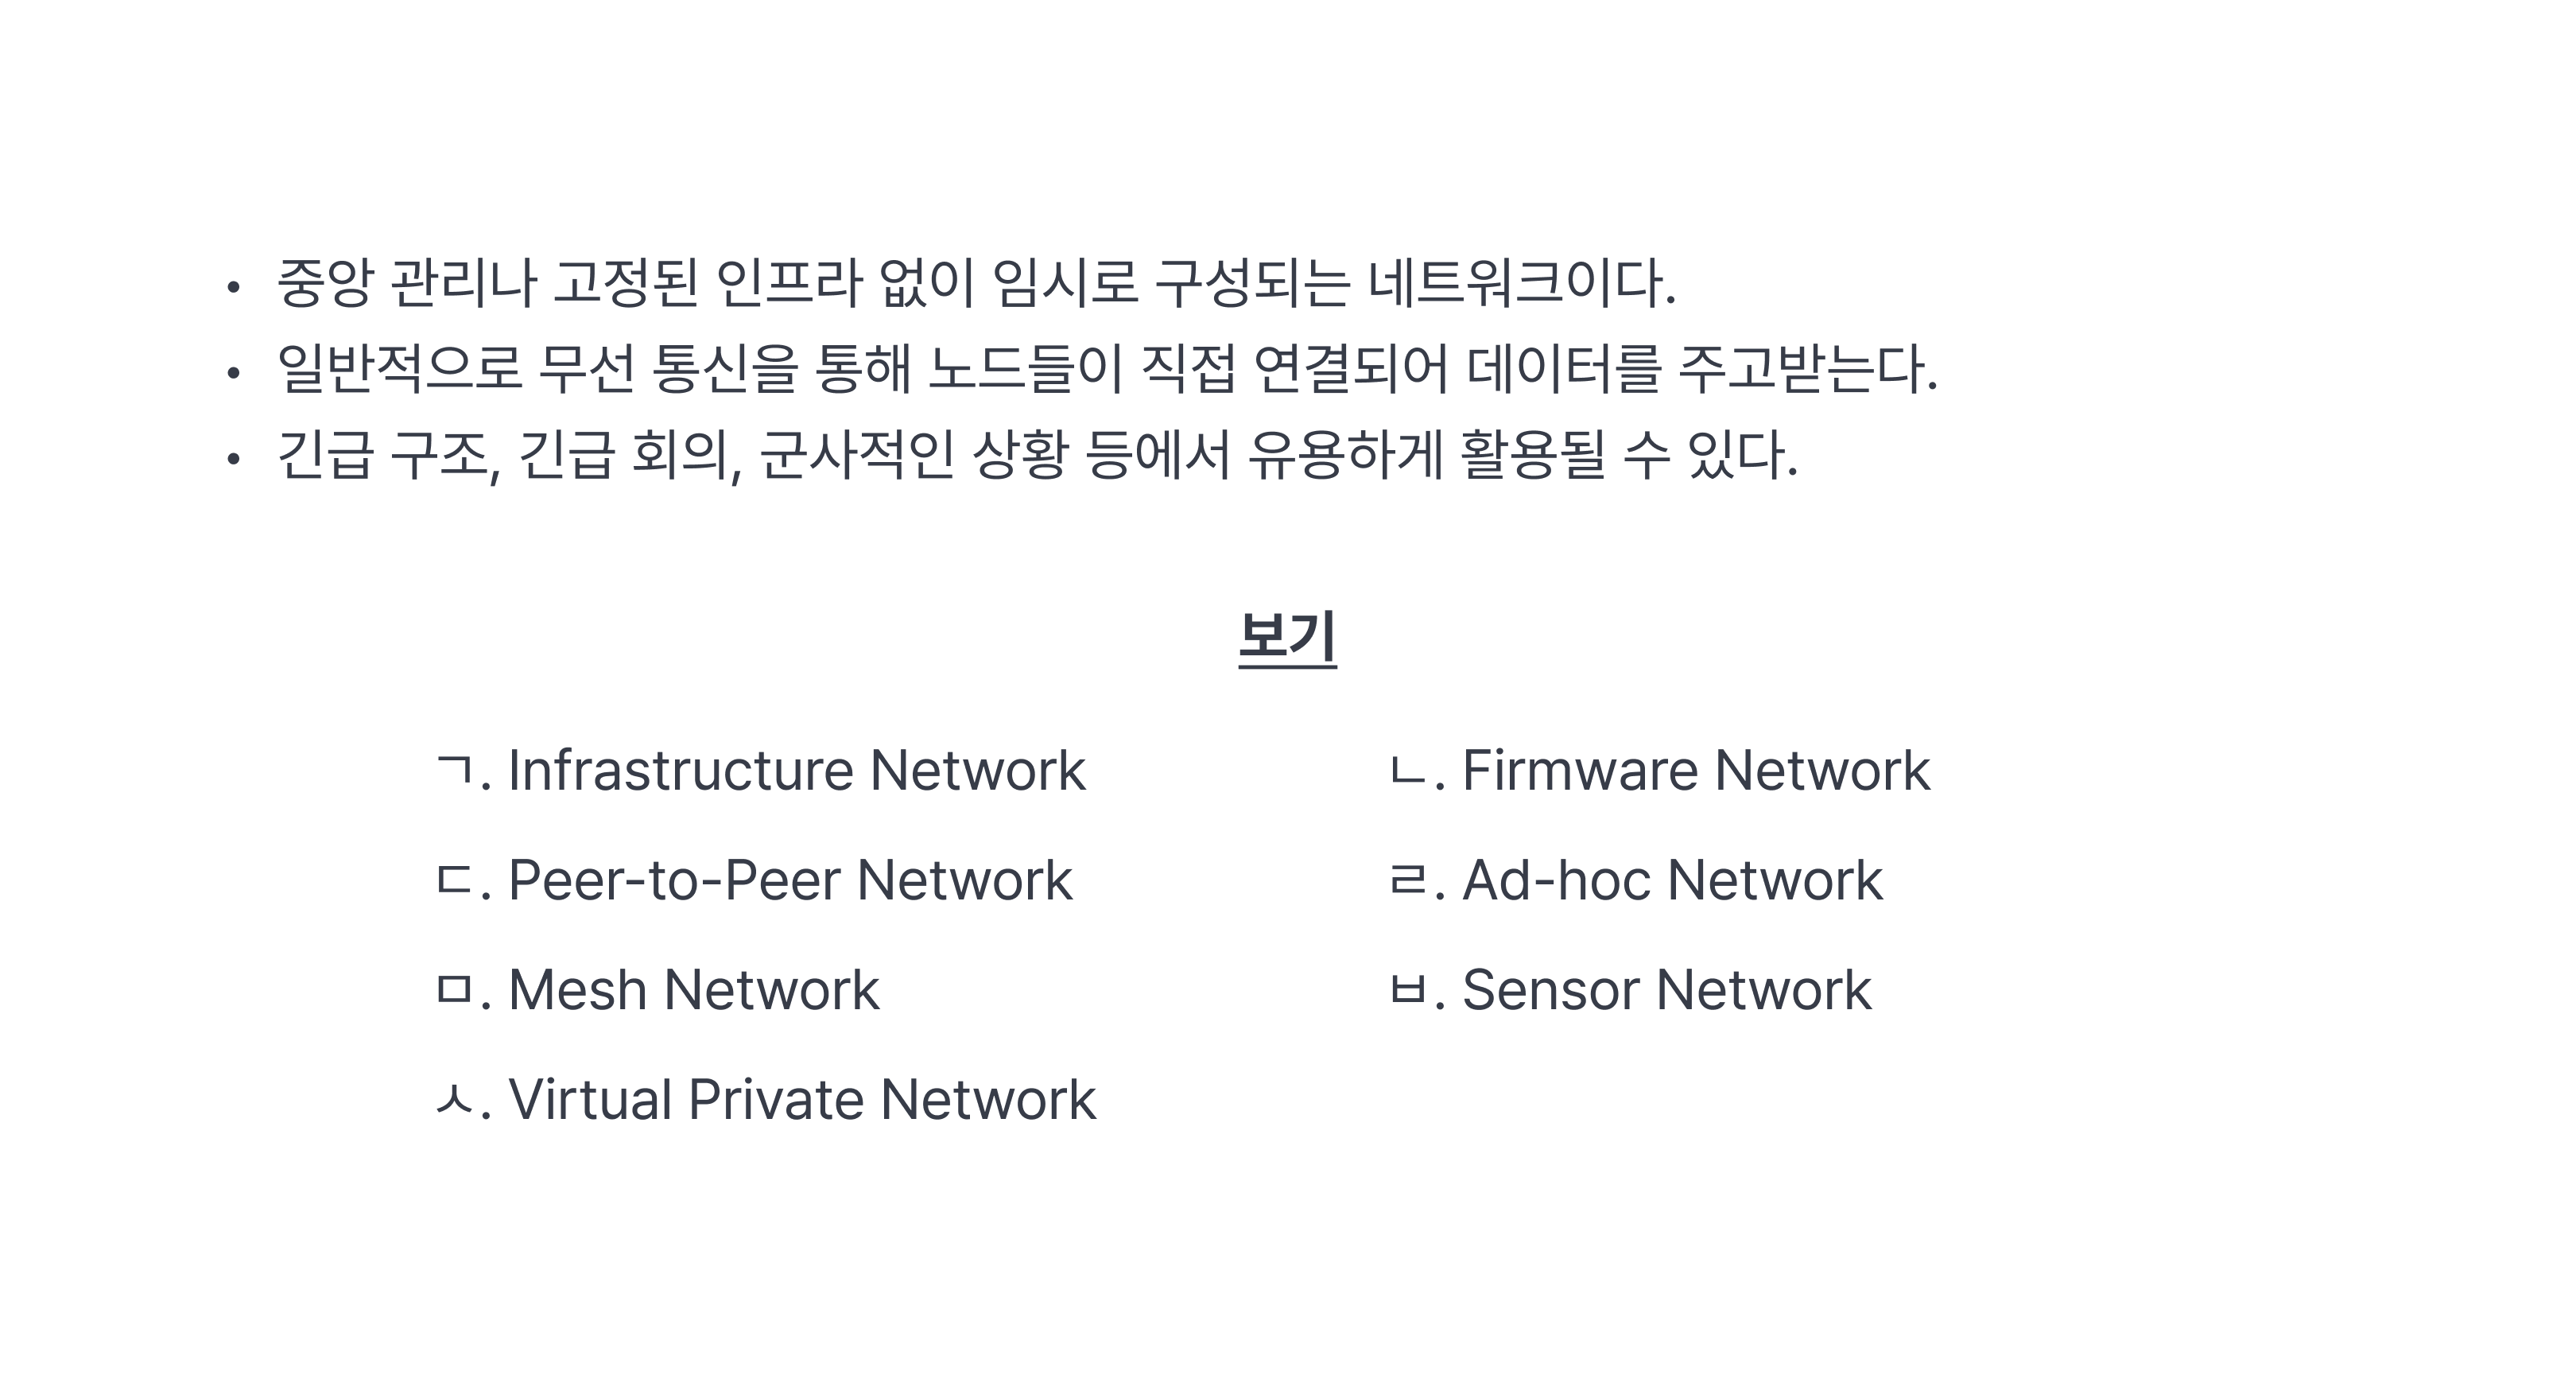 • 중앙 관리나 고정된 인프라 없이 임시로 구성되는 네트워크이다.
• 일반적으로 무선 통신을 통해 노드들이 직접 연결되어 데이터를 주고받는다.
• 긴급 구조, 긴급 회의, 군사적인 상황 등에서 유용하게 활용될 수 있다.
보기
ㄱ. Infrastructure Network ㄴ. Firmware Network
ㄷ. Peer-to-Peer Network ㄹ. Ad-hoc Network
ㅁ. Mesh Network ㅂ. Sensor Network
ㅅ. Virtual Private Network